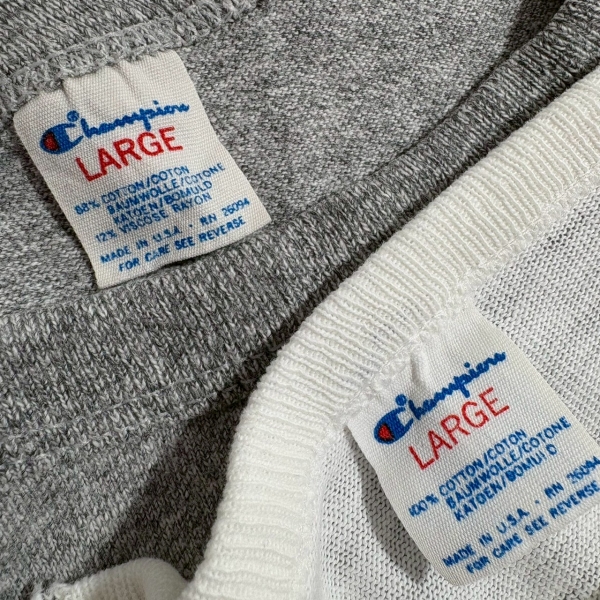 Champion
LARGE
88% COTTON/COTON
BAUMWOLLE/COTONE
KATOEN/BOMULD
12% VISCOSE RAYON
MADE IN U.S.A. · RN 26094
FOR CARE SEE REVERSE
Champion
LARGE
100% COTTON/COTON
BAUMWOLLE/COTONE
KATOEN/BOMULD
MADE IN U.S.A. · RN 26094
FOR CARE SEE REVERSE